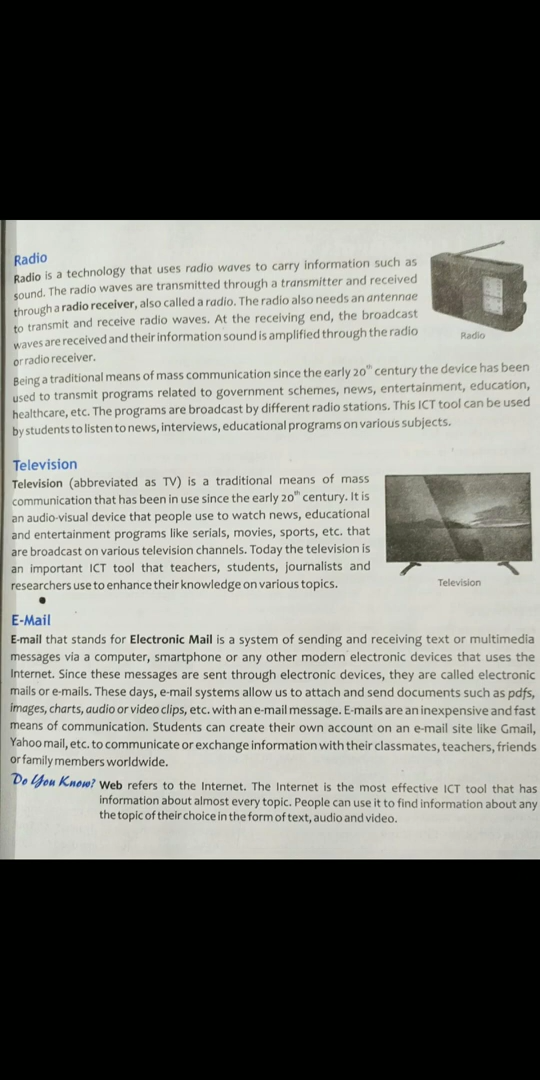 Radio
Radio is a technology that uses radio waves to carry information such as
sound. The radio waves are transmitted through a transmitter and received
through a radio receiver, also called a radio. The radio also needs an antennae
to transmit and receive radio waves. At the receiving end, the broadcast
waves are received and their information sound is amplified through the radio
or radio receiver.
Radio
Being a traditional means of mass communication since the early 20th century the device has been
used to transmit programs related to government schemes, news, entertainment, education,
healthcare, etc. The programs are broadcast by different radio stations. This ICT tool can be used
by students to listen to news, interviews, educational programs on various subjects.
Television
Television (abbreviated as TV) is a traditional means of mass
communication that has been in use since the early 20th century. It is
an audio-visual device that people use to watch news, educational
and entertainment programs like serials, movies, sports, etc. that
are broadcast on various television channels. Today the television is
an important ICT tool that teachers, students, journalists and
researchers use to enhance their knowledge on various topics.
Television
E-Mail
E-mail that stands for Electronic Mail is a system of sending and receiving text or multimedia
messages via a computer, smartphone or any other modern electronic devices that uses the
Internet. Since these messages are sent through electronic devices, they are called electronic
mails or e-mails. These days, e-mail systems allow us to attach and send documents such as pdfs,
images, charts, audio or video clips, etc. with an e-mail message. E-mails are an inexpensive and fast
means of communication. Students can create their own account on an e-mail site like Gmail,
Yahoo mail, etc. to communicate or exchange information with their classmates, teachers, friends
or family members worldwide.
Do You Know? Web refers to the Internet. The Internet is the most effective ICT tool that has
information about almost every topic. People can use it to find information about any
the topic of their choice in the form of text, audio and video.